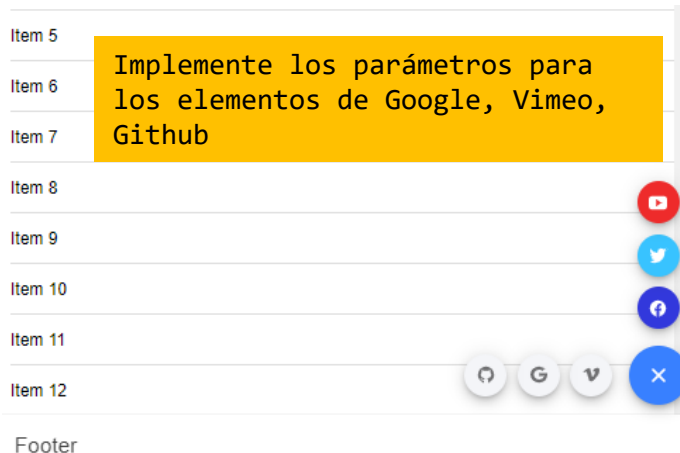 Item 5
Implemente los parámetros para
los elementos de Google, Vimeo,
Github
Item 6
Item 7
Item 8
Item 9
Item 10
Item 11
Item 12
Footer